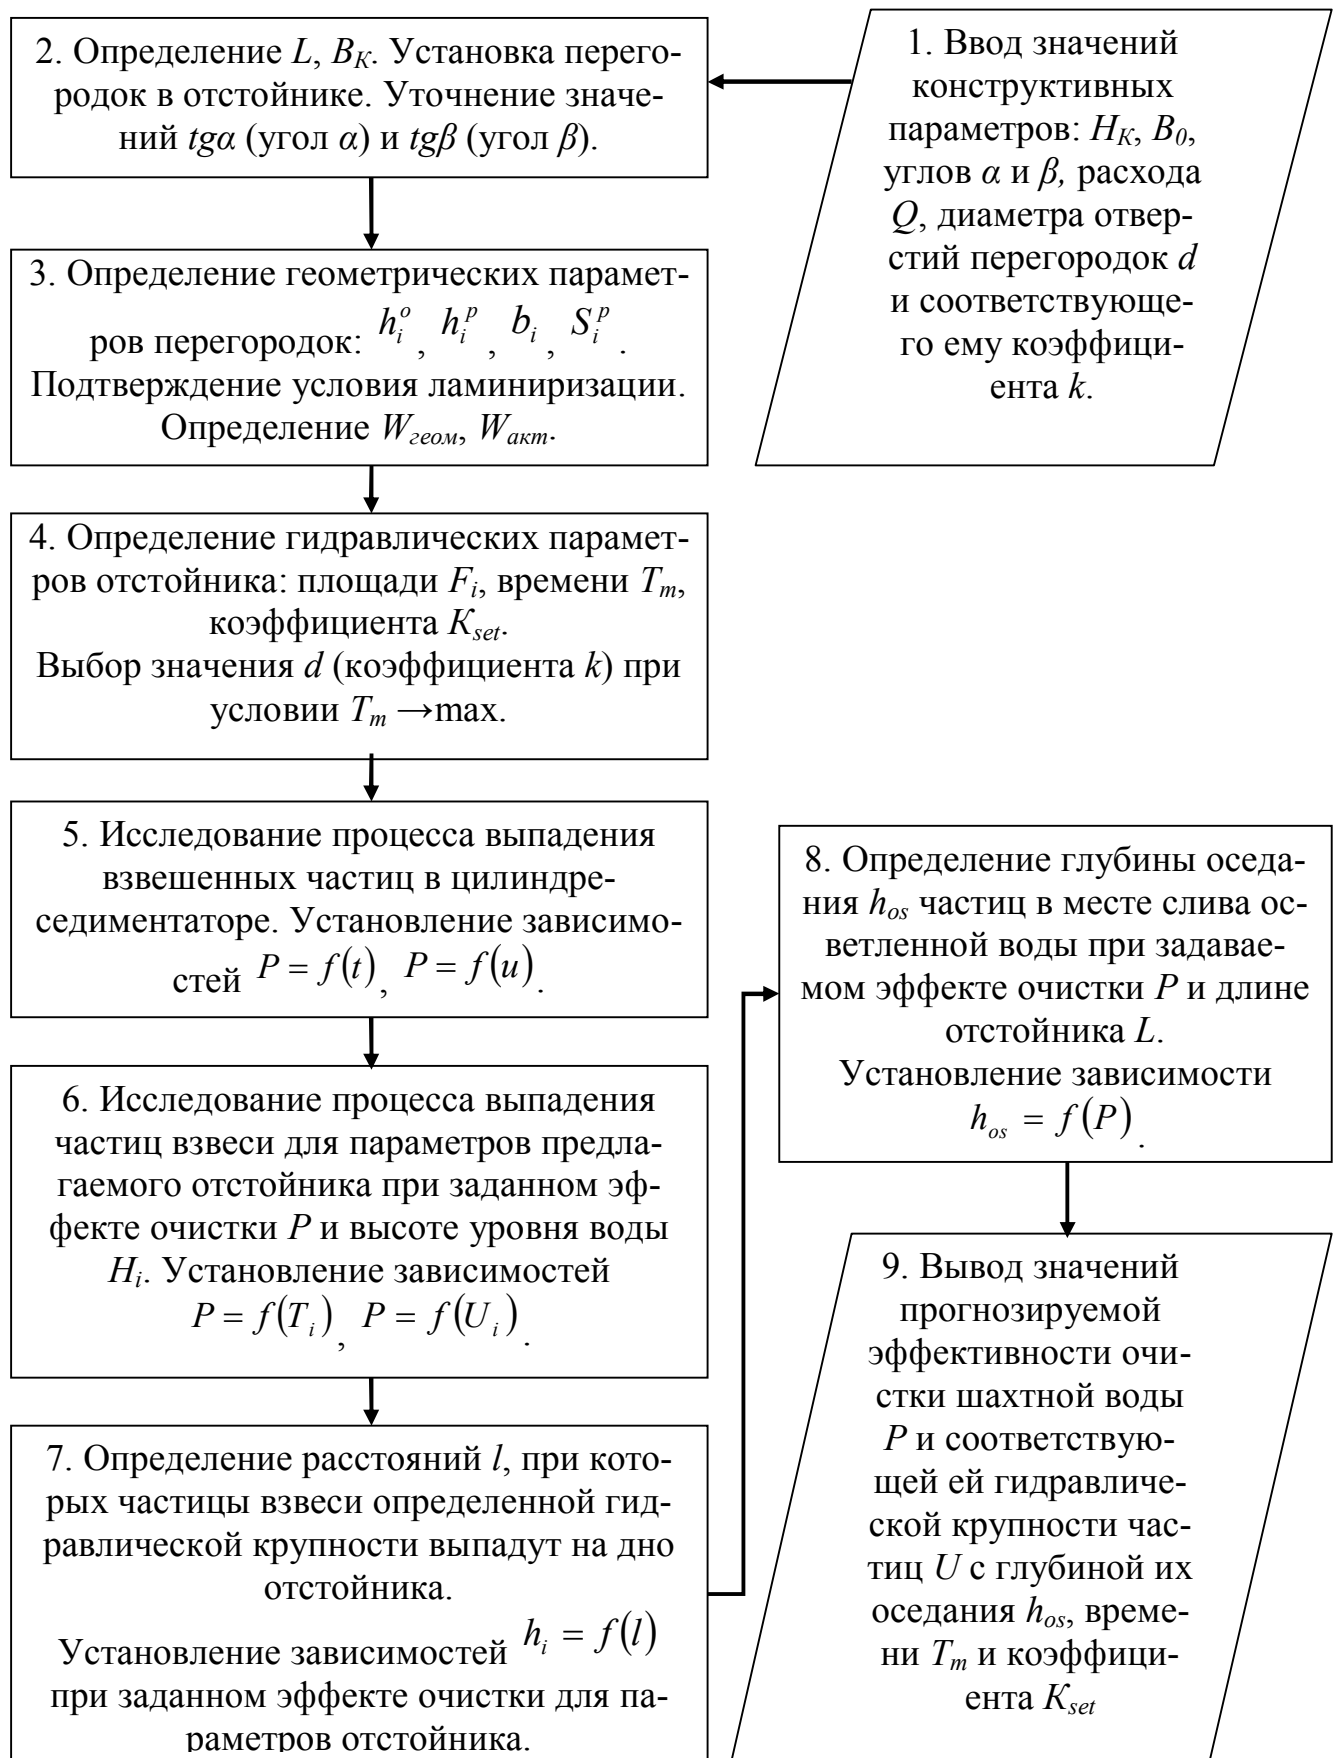 1. Ввод значений
конструктивных
параметров: H_K, B_0,
углов α и β, расхода
Q, диаметра отвер-
стий перегородок d
и соответствующе-
го ему коэффици-
ента k.
2. Определение L, B_K. Установка перего-
родок в отстойнике. Уточнение значе-
ний tgα (угол α) и tgβ (угол β).
3. Определение геометрических парамет-
ров перегородок: h_i^o, h_i^p, b_i, S_i^p.
Подтверждение условия ламиниризации.
Определение W_геом, W_акт.
4. Определение гидравлических парамет-
ров отстойника: площади F_i, времени T_m,
коэффициента K_set.
Выбор значения d (коэффициента k) при
условии T_m →max.
5. Исследование процесса выпадения
взвешенных частиц в цилиндре-
седиментаторе. Установление зависимо-
стей P = f(t), P = f(u).
6. Исследование процесса выпадения
частиц взвеси для параметров предла-
гаемого отстойника при заданном эф-
фекте очистки P и высоте уровня воды
H_i. Установление зависимостей
P = f(T_i), P = f(U_i).
7. Определение расстояний l, при кото-
рых частицы взвеси определенной гид-
равлической крупности выпадут на дно
отстойника.
Установление зависимостей h_i = f(l)
при заданном эффекте очистки для па-
раметров отстойника.
8. Определение глубины оседа-
ния h_os частиц в месте слива ос-
ветленной воды при задавае-
мом эффекте очистки P и длине
отстойника L.
Установление зависимости
h_os = f(P).
9. Вывод значений
прогнозируемой
эффективности очи-
стки шахтной воды
P и соответствую-
щей ей гидравличе-
ской крупности час-
тиц U с глубиной их
оседания h_os, време-
ни T_m и коэффици-
ента K_set